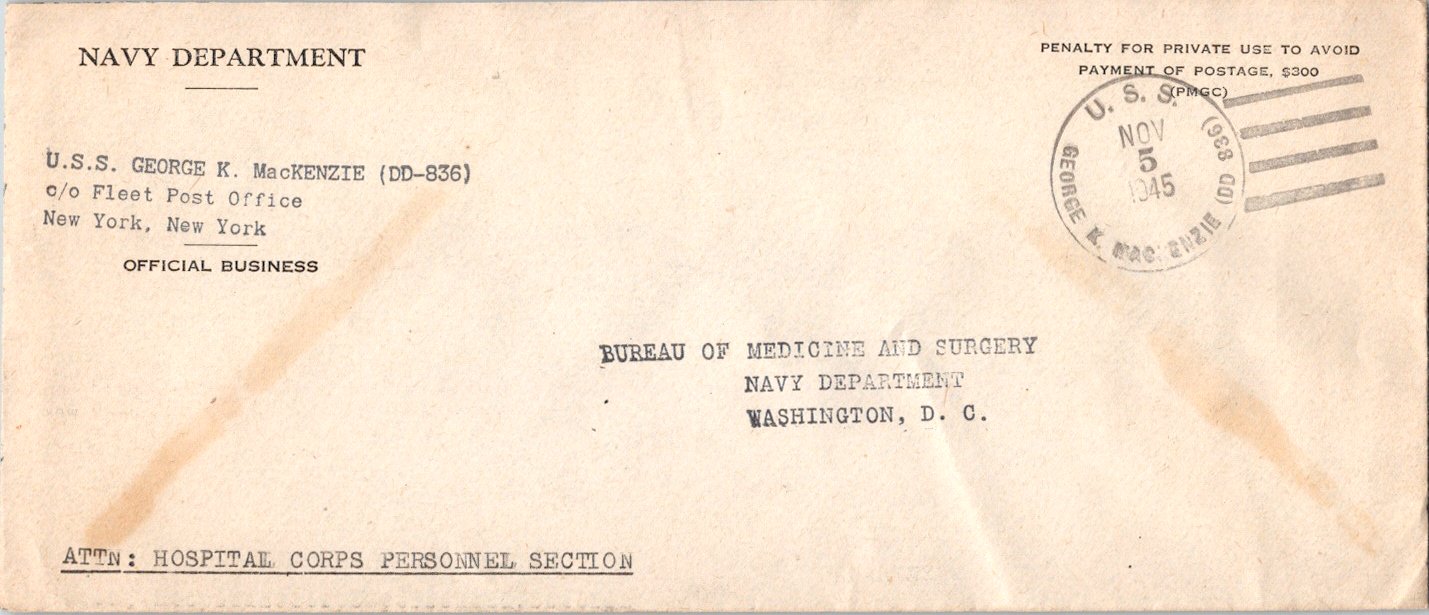 NAVY DEPARTMENT
U.S.S. GEORGE K. MacKENZIE (DD-836)
c/o Fleet Post Office
New York, New York
OFFICIAL BUSINESS
PENALTY FOR PRIVATE USE TO AVOID
PAYMENT OF POSTAGE, $300
(PMGC)
U. S. S.
GEORGE K. MACKENZIE (DD 836)
NOV
5
1945
BUREAU OF MEDICINE AND SURGERY
NAVY DEPARTMENT
WASHINGTON, D. C.
ATTN: HOSPITAL CORPS PERSONNEL SECTION